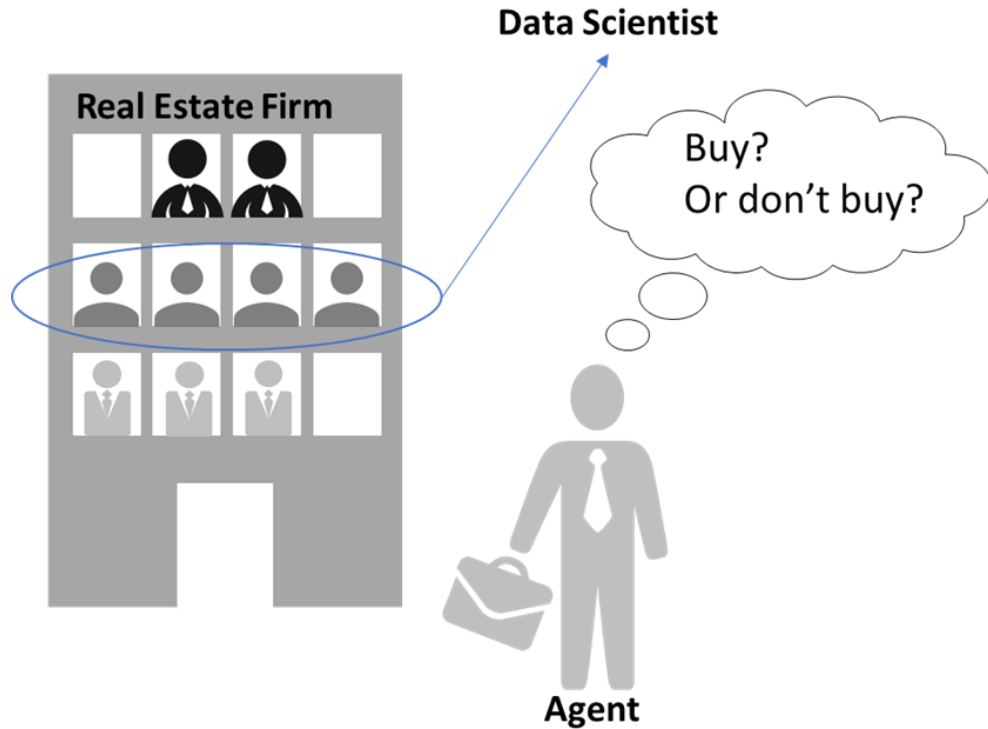 Data Scientist
Real Estate Firm
Buy?
Or don't buy?
Agent